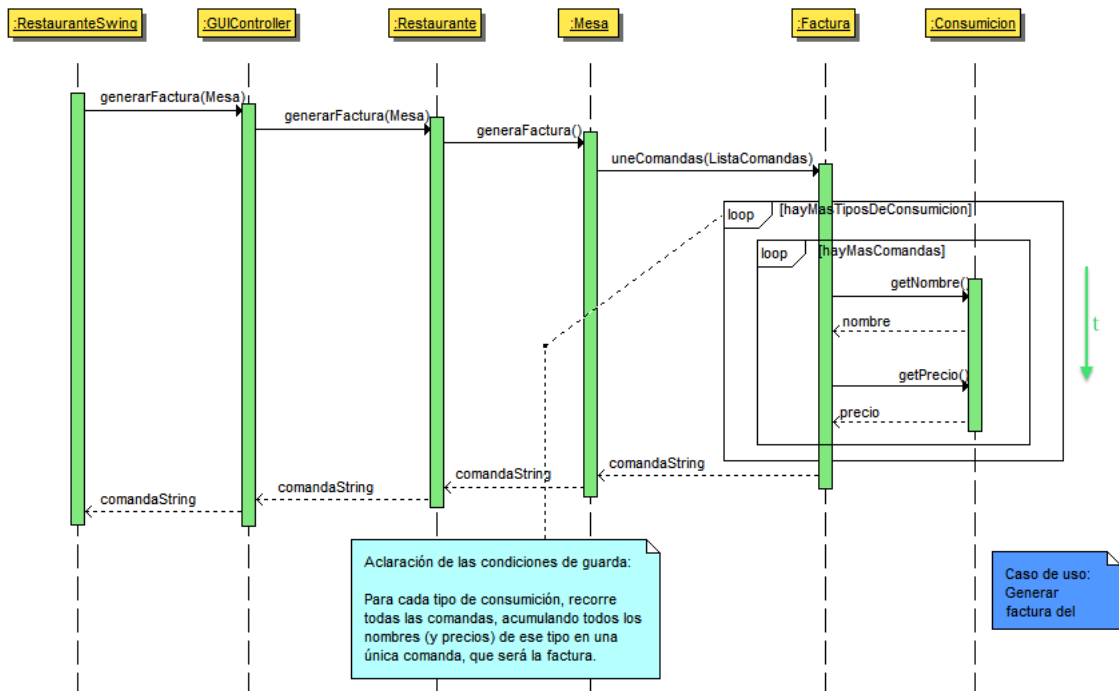 :RestauranteSwing
:GUIController
:Restaurante
:Mesa
:Factura
:Consumicion
generarFactura(Mesa)
generarFactura(Mesa)
generaFactura()
uneComandas(ListaComandas)
loop
[hayMasTiposDeConsumicion]
loop
[hayMasComandas]
getNombre()
nombre
t
getPrecio()
precio
comandaString
comandaString
comandaString
comandaString
Aclaración de las condiciones de guarda:
Para cada tipo de consumición, recorre
todas las comandas, acumulando todos los
nombres (y precios) de ese tipo en una
única comanda, que será la factura.
Caso de uso:
Generar
factura del